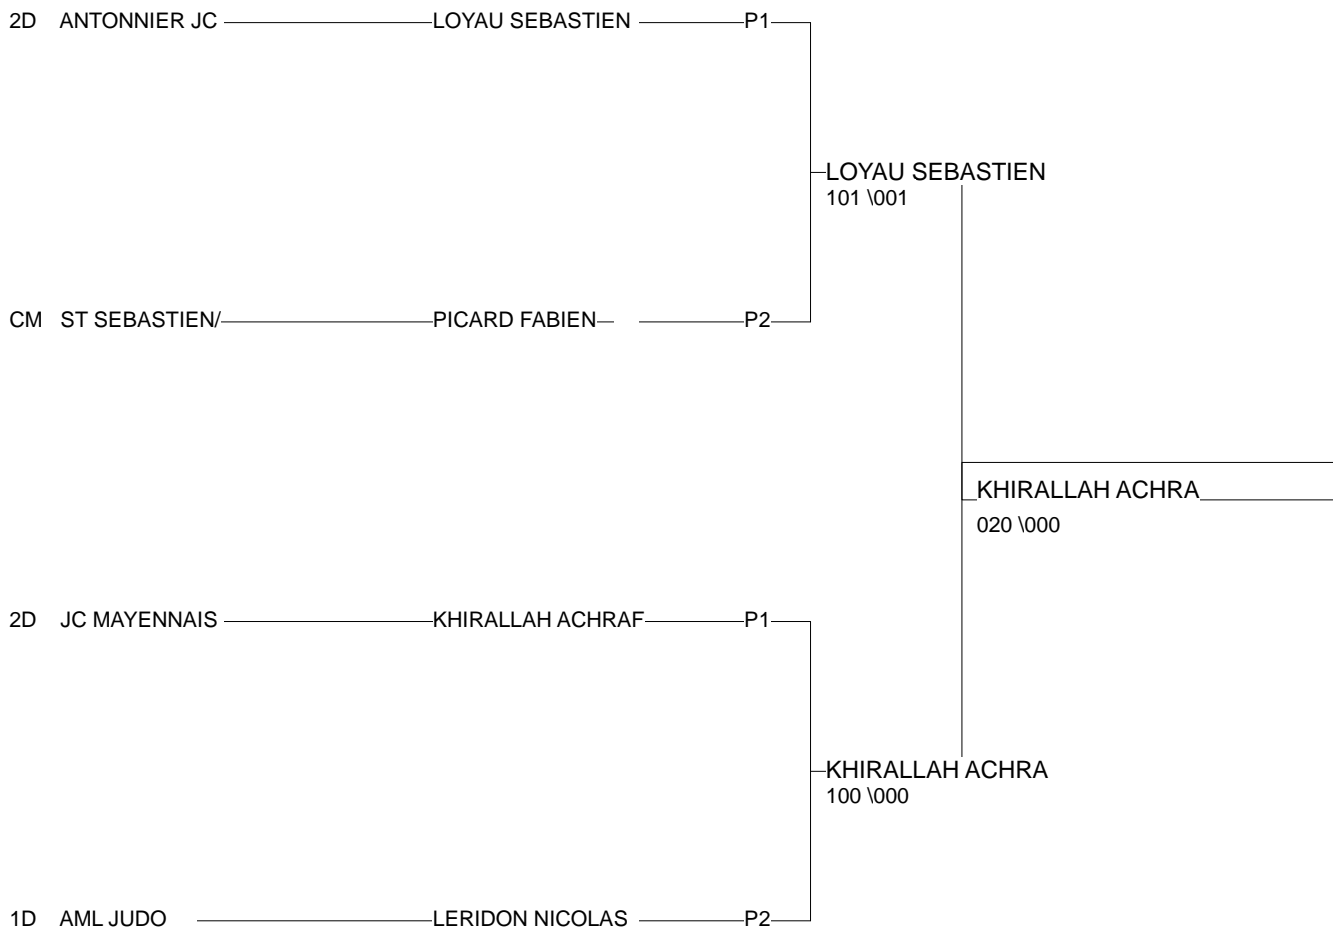 2D ANTONNIER JC LOYAU SEBASTIEN P1
LOYAU SEBASTIEN
101 \001
CM ST SEBASTIEN/ PICARD FABIEN P2
KHIRALLAH ACHRA
020 \000
2D JC MAYENNAIS KHIRALLAH ACHRAF P1
KHIRALLAH ACHRA
100 \000
1D AML JUDO LERIDON NICOLAS P2